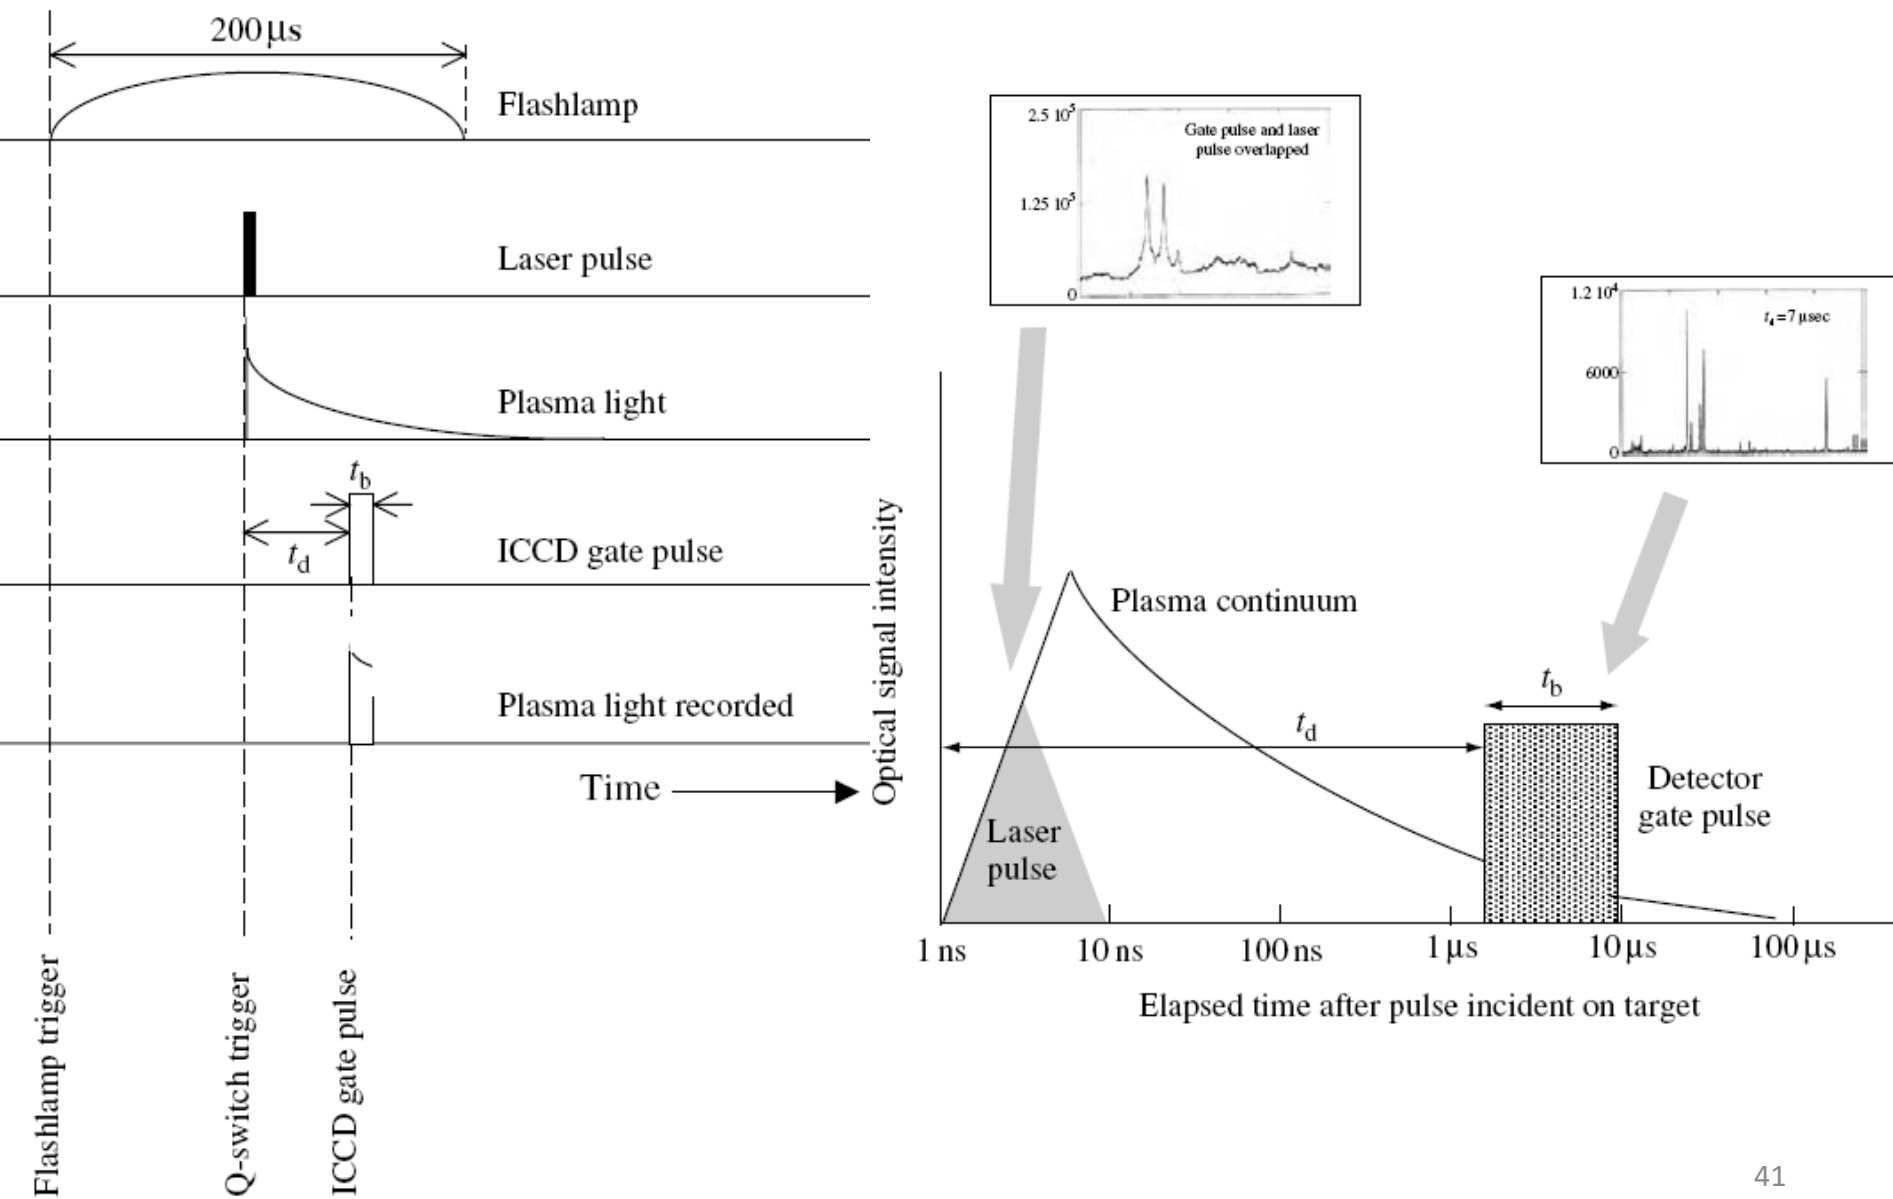 200 µs
Flashlamp
Laser pulse
Plasma light
t_b
t_d
ICCD gate pulse
Plasma light recorded
Time
Flashlamp trigger
Q-switch trigger
ICCD gate pulse
2.5 10^5
Gate pulse and laser
pulse overlapped
1.25 10^5
0
1.2 10^4
t_d=7 µsec
6000
0
Optical signal intensity
Plasma continuum
t_b
t_d
Detector
gate pulse
Laser
pulse
1 ns
10 ns
100 ns
1 µs
10 µs
100 µs
Elapsed time after pulse incident on target
41